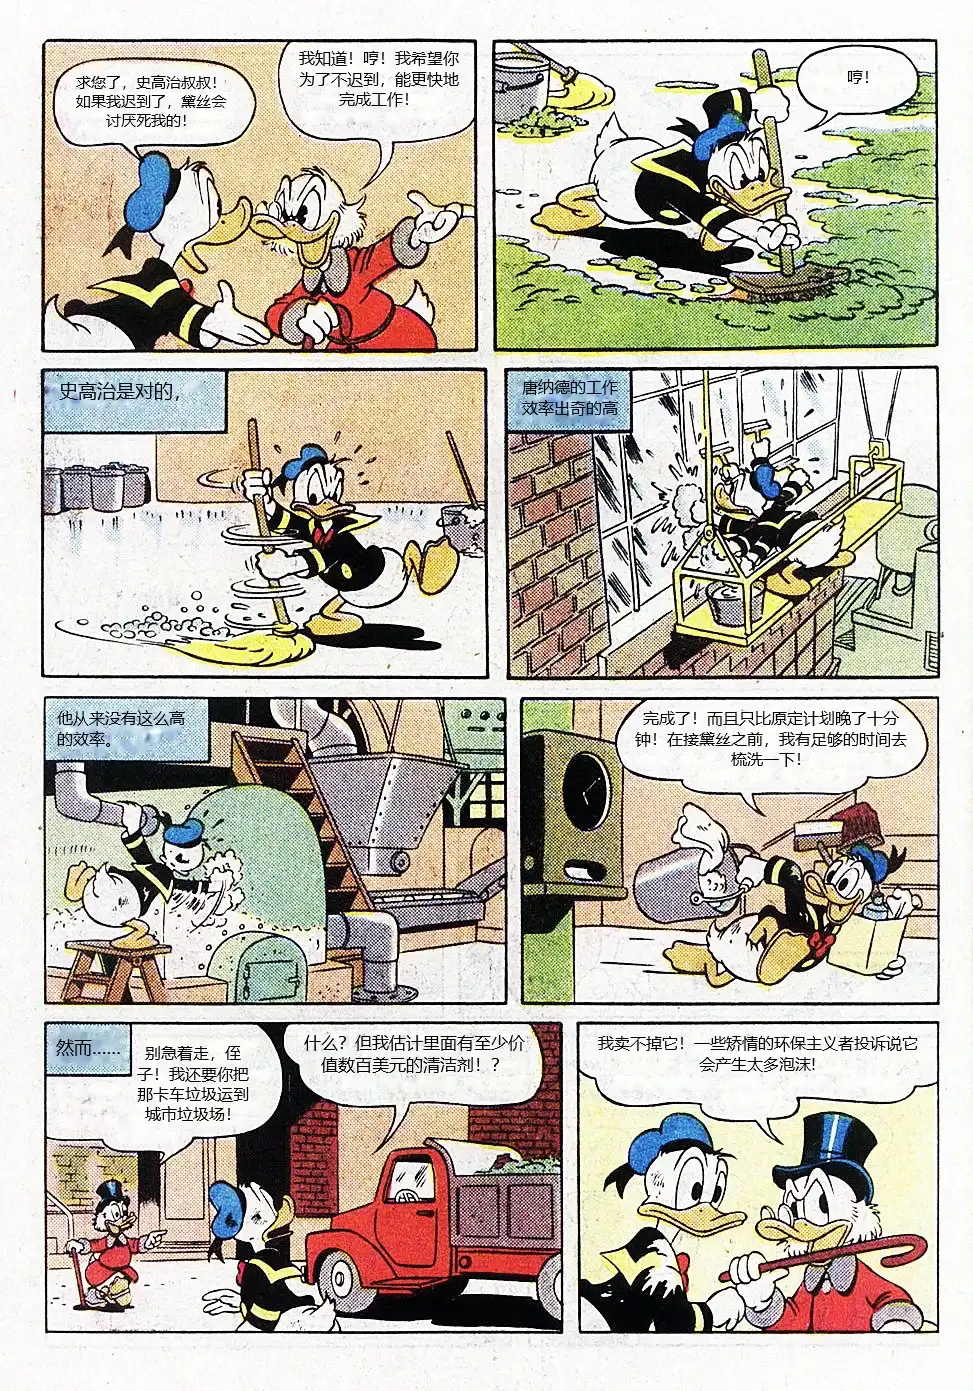 求您了，史高治叔叔！
如果我迟到了，黛丝会
讨厌死我的！
我知道！哼！我希望你
为了不迟到，能更快地
完成工作！
哼！
史高治是对的，
唐纳德的工作
效率出奇的高
他从来没有这么高
的效率。
完成了！而且只比原定计划晚了十分
钟！在接黛丝之前，我有足够的时间去
梳洗一下！
然而……
别急着走，侄
子！我还要你把
那卡车垃圾运到
城市垃圾场！
什么？但我估计里面有至少价
值数百美元的清洁剂！？
我卖不掉它！一些矫情的环保主义者投诉说它
会产生太多泡沫！